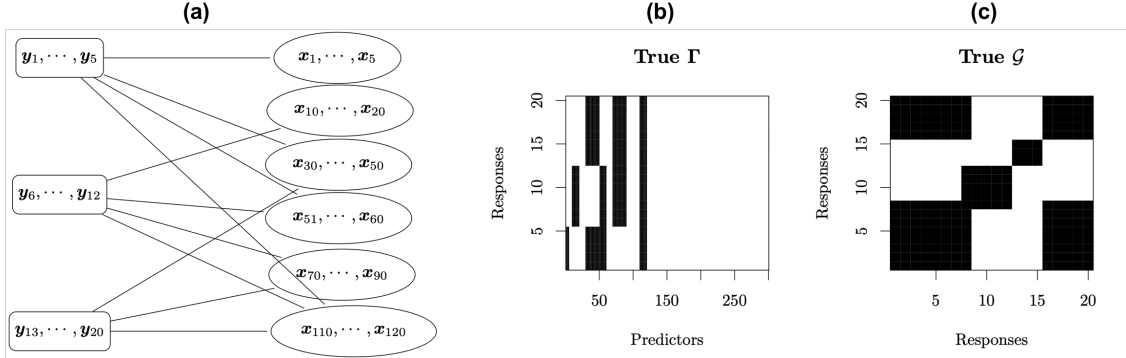 (a)
(b)
(c)
y1, ··· , y5
y6, ··· , y12
y13, ··· , y20
x1, ··· , x5
x10, ··· , x20
x30, ··· , x50
x51, ··· , x60
x70, ··· , x90
x110, ··· , x120
True Γ
Responses
20
15
10
5
50
150
250
Predictors
True 𝒢
Responses
20
15
10
5
5
10
15
20
Responses